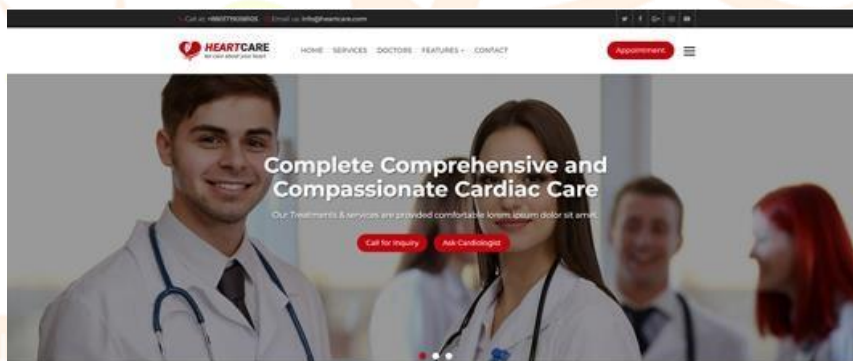 Call at: Email us: info@heartcare.com
HEARTCARE
We care about your heart
HOME SERVICES DOCTORS FEATURES CONTACT
Appointment
Complete Comprehensive and
Compassionate Cardiac Care
Our Treatments & services are provided comfortable lorem ipsum dolor sit amet.
Call for Inquiry Ask Cardiologist